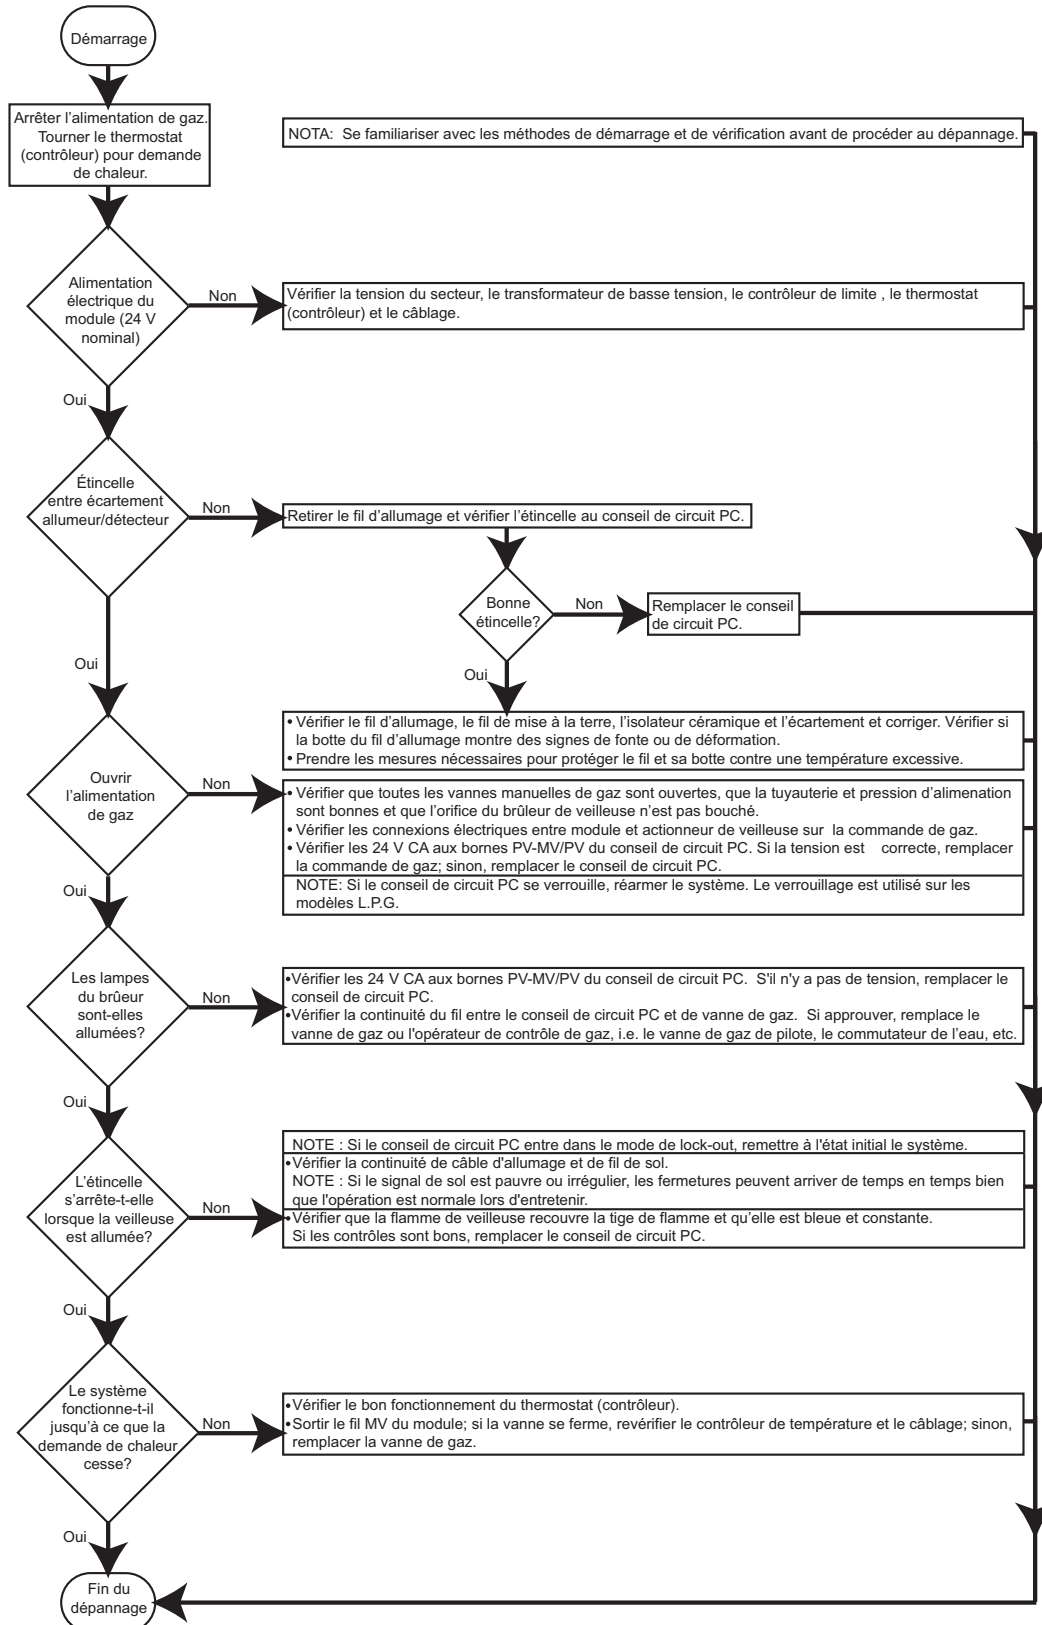 Démarrage
Arrêter l'alimentation de gaz.
Tourner le thermostat
(contrôleur) pour demande
de chaleur.
NOTA: Se familiariser avec les méthodes de démarrage et de vérification avant de procéder au dépannage.
Alimentation
électrique du
module (24 V
nominal)
Non
Vérifier la tension du secteur, le transformateur de basse tension, le contrôleur de limite , le thermostat
(contrôleur) et le câblage.
Oui
Étincelle
entre écartement
allumeur/détecteur
Non
Retirer le fil d'allumage et vérifier l'étincelle au conseil de circuit PC.
Bonne
étincelle?
Non
Remplacer le conseil
de circuit PC.
Oui
Oui
• Vérifier le fil d'allumage, le fil de mise à la terre, l'isolateur céramique et l'écartement et corriger. Vérifier si
la botte du fil d'allumage montre des signes de fonte ou de déformation.
• Prendre les mesures nécessaires pour protéger le fil et sa botte contre une température excessive.
Ouvrir
l'alimentation
de gaz
Non
• Vérifier que toutes les vannes manuelles de gaz sont ouvertes, que la tuyauterie et pression d'alimenation
sont bonnes et que l'orifice du brûleur de veilleuse n'est pas bouché.
• Vérifier les connexions électriques entre module et actionneur de veilleuse sur la commande de gaz.
• Vérifier les 24 V CA aux bornes PV-MV/PV du conseil de circuit PC. Si la tension est correcte, remplacer
la commande de gaz; sinon, remplacer le conseil de circuit PC.
NOTE: Si le conseil de circuit PC se verrouille, réarmer le système. Le verrouillage est utilisé sur les
modèles L.P.G.
Oui
Les lampes
du brûeur
sont-elles
allumées?
Non
•Vérifier les 24 V CA aux bornes PV-MV/PV du conseil de circuit PC. S'il n'y a pas de tension, remplacer le
conseil de circuit PC.
•Vérifier la continuité du fil entre le conseil de circuit PC et de vanne de gaz. Si approuver, remplace le
vanne de gaz ou l'opérateur de contrôle de gaz, i.e. le vanne de gaz de pilote, le commutateur de l'eau, etc.
Oui
L'étincelle
s'arrête-t-elle
lorsque la veilleuse
est allumée?
Non
NOTE : Si le conseil de circuit PC entre dans le mode de lock-out, remettre à l'état initial le système.
•Vérifier la continuité de câble d'allumage et de fil de sol.
NOTE : Si le signal de sol est pauvre ou irrégulier, les fermetures peuvent arriver de temps en temps bien
que l'opération est normale lors d'entretenir.
•Vérifier que la flamme de veilleuse recouvre la tige de flamme et qu'elle est bleue et constante.
Si les contrôles sont bons, remplacer le conseil de circuit PC.
Oui
Le système
fonctionne-t-il
jusqu'à ce que la
demande de chaleur
cesse?
Non
•Vérifier le bon fonctionnement du thermostat (contrôleur).
•Sortir le fil MV du module; si la vanne se ferme, revérifier le contrôleur de température et le câblage; sinon,
remplacer la vanne de gaz.
Oui
Fin du
dépannage